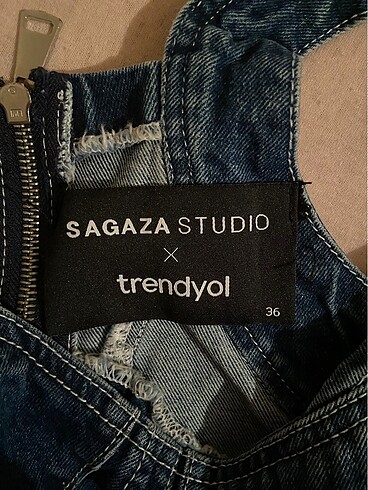 SAGAZA STUDIO
X
trendyol
36